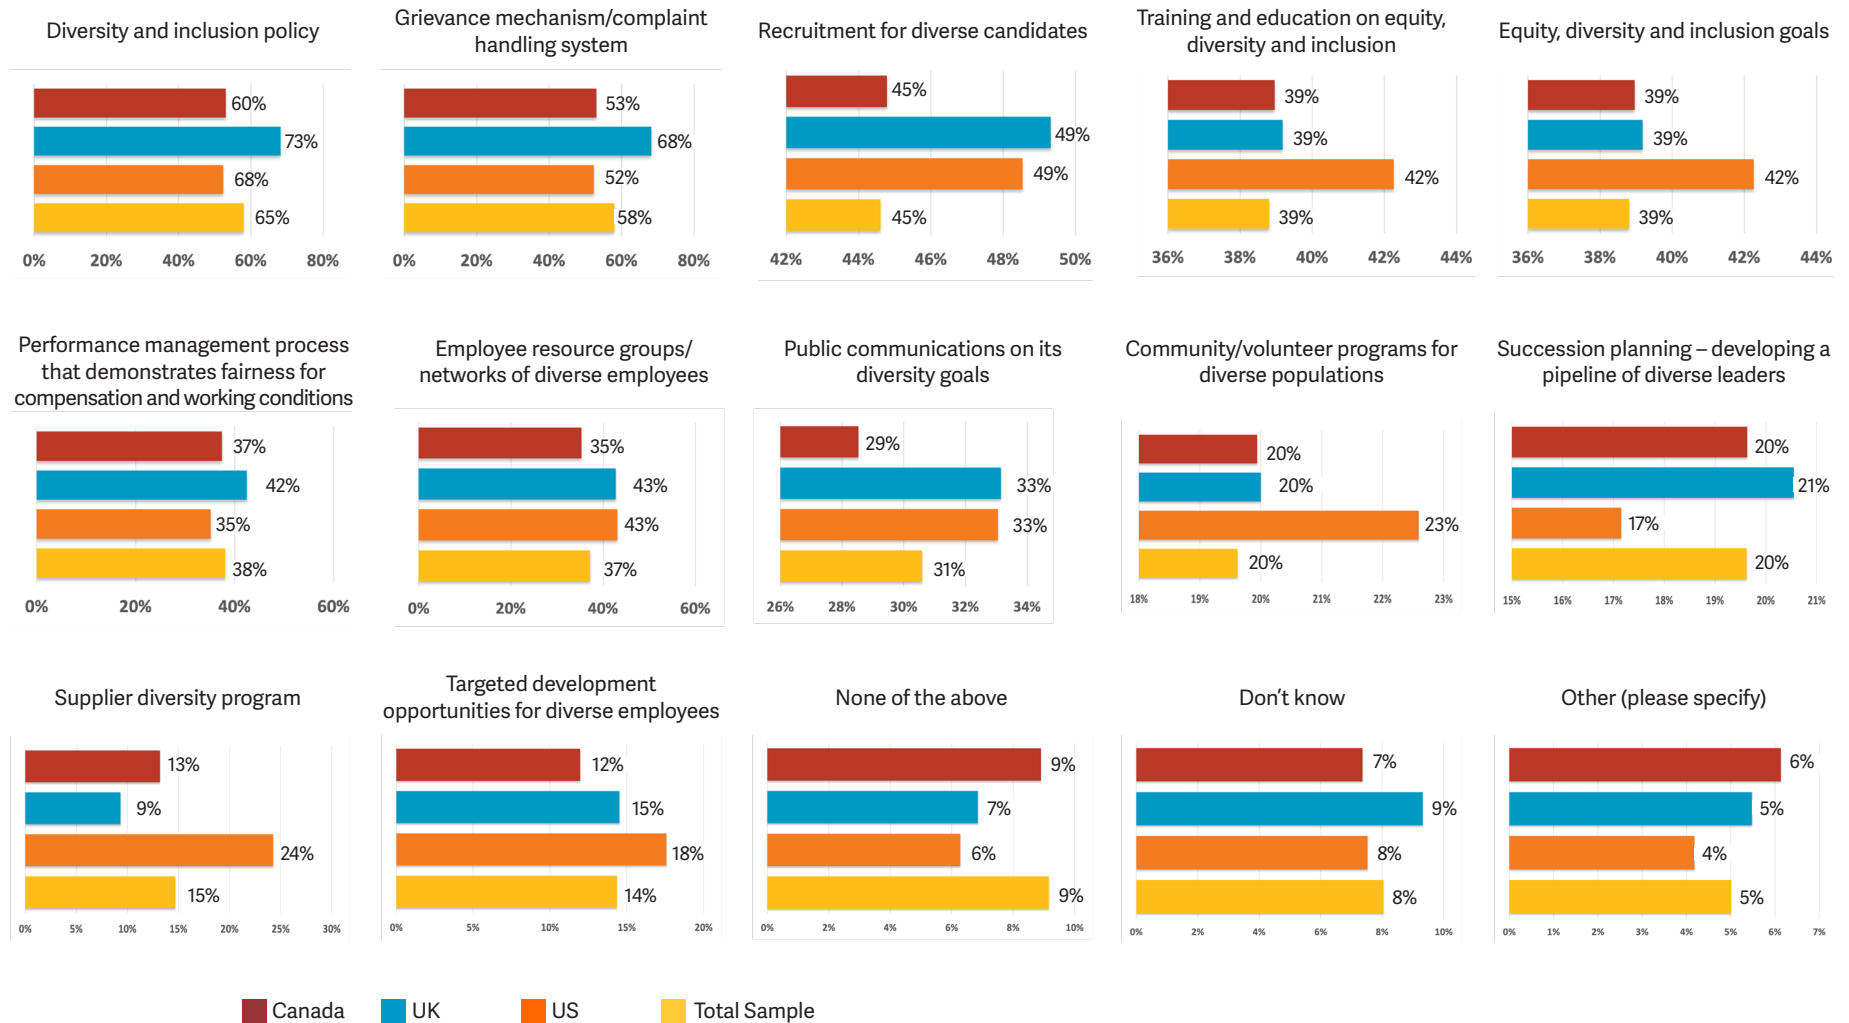 Diversity and inclusion policy
60%
73%
68%
65%
0% 20% 40% 60% 80%
Grievance mechanism/complaint
handling system
53%
68%
52%
58%
0% 20% 40% 60% 80%
Recruitment for diverse candidates
45%
49%
49%
45%
42% 44% 46% 48% 50%
Training and education on equity,
diversity and inclusion
39%
39%
42%
39%
36% 38% 40% 42% 44%
Equity, diversity and inclusion goals
39%
39%
42%
39%
36% 38% 40% 42% 44%
Performance management process
that demonstrates fairness for
compensation and working conditions
37%
42%
35%
38%
0% 20% 40% 60%
Employee resource groups/
networks of diverse employees
35%
43%
43%
37%
0% 20% 40% 60%
Public communications on its
diversity goals
29%
33%
33%
31%
26% 28% 30% 32% 34%
Community/volunteer programs for
diverse populations
20%
20%
23%
20%
18% 19% 20% 21% 22% 23%
Succession planning – developing a
pipeline of diverse leaders
20%
21%
17%
20%
15% 16% 17% 18% 19% 20% 21%
Supplier diversity program
13%
9%
24%
15%
0% 5% 10% 15% 20% 25% 30%
Targeted development
opportunities for diverse employees
12%
15%
18%
14%
0% 5% 10% 15% 20%
None of the above
9%
7%
6%
9%
0% 2% 4% 6% 8% 10%
Don’t know
7%
9%
8%
8%
0% 2% 4% 6% 8% 10%
Other (please specify)
6%
5%
4%
5%
0% 1% 2% 3% 4% 5% 6% 7%
Canada UK US Total Sample